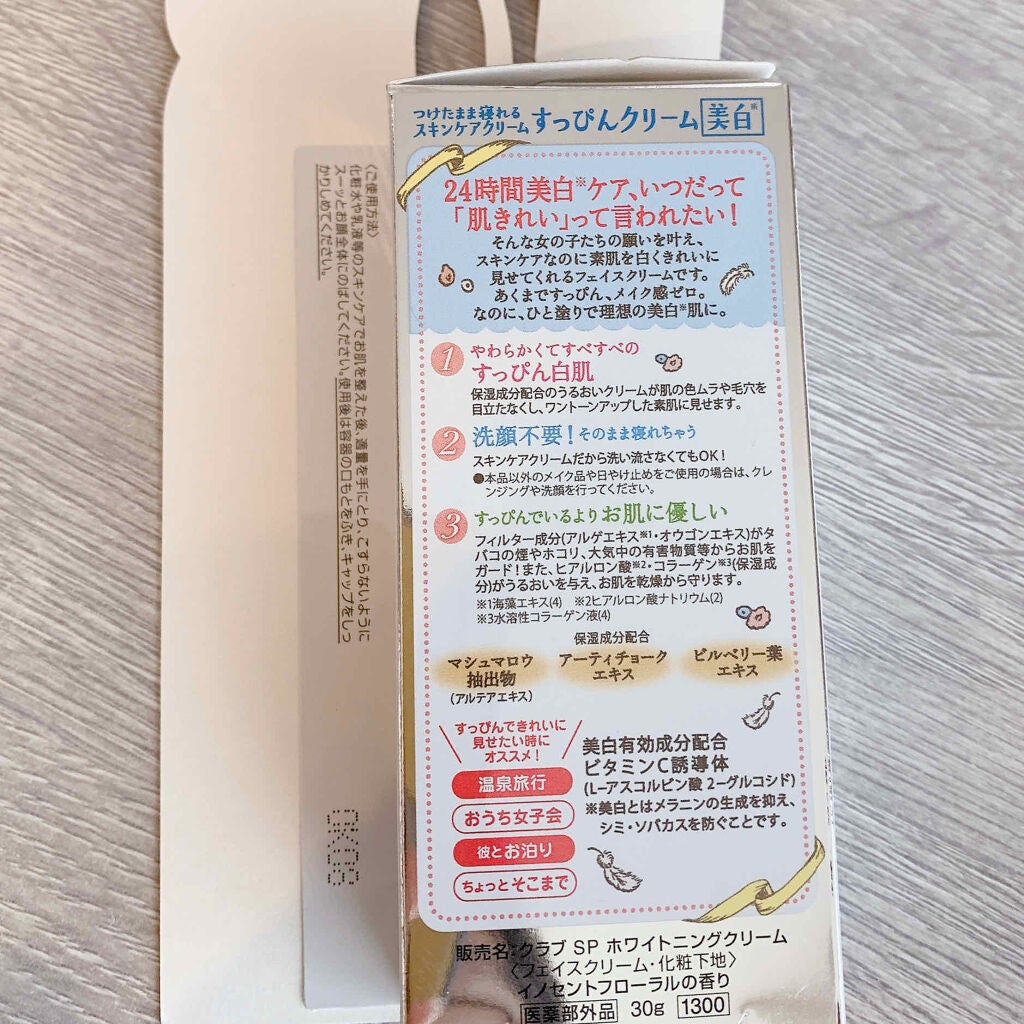 つけたまま寝れる
スキンケアクリーム すっぴんクリーム 美白※
24時間美白※ケア、いつだって
「肌きれい」って言われたい!
そんな女の子たちの願いを叶え、
スキンケアなのに素肌を白くきれいに
見せてくれるフェイスクリームです。
あくまですっぴん、メイク感ゼロ。
なのに、ひと塗りで理想の美白※肌に。
1 やわらかくてすべすべの
すっぴん白肌
保湿成分配合のうるおいクリームが肌の色ムラや毛穴を
目立たなくし、ワントーンアップした素肌に見せます。
2 洗顔不要!そのまま寝れちゃう
スキンケアクリームだから洗い流さなくてもOK!
●本品以外のメイク品や日やけ止めをご使用の場合は、クレ
ンジングや洗顔を行ってください。
3 すっぴんでいるよりお肌に優しい
フィルター成分(アルゲエキス※1・オウゴンエキス)がタ
バコの煙やホコリ、大気中の有害物質等からお肌を
ガード!また、ヒアルロン酸※2・コラーゲン※3(保湿成
分)がうるおいを与え、お肌を乾燥から守ります。
※1海藻エキス(4) ※2ヒアルロン酸ナトリウム(2)
※3水溶性コラーゲン液(4)
保湿成分配合
マシュマロウ
抽出物
(アルテアエキス)
アーティチョーク
エキス
ビルベリー葉
エキス
すっぴんできれいに
見せたい時に
オススメ!
温泉旅行
おうち女子会
彼とお泊り
ちょっとそこまで
美白有効成分配合
ビタミンC誘導体
(L-アスコルビン酸 2-グルコシド)
※美白とはメラニンの生成を抑え、
シミ・ソバカスを防ぐことです。
販売名:クラブ SP ホワイトニングクリーム
〈フェイスクリーム・化粧下地〉
イノセントフローラルの香り
医薬部外品 30g 1300
〈ご使用方法〉
化粧水や乳液等のスキンケアでお肌を整えた後、適量を手にとり、こすらないように
スーッとお顔全体にのばしてください。使用後は容器の口もとをふき、キャップをしっ
かりしめてください。
0K08